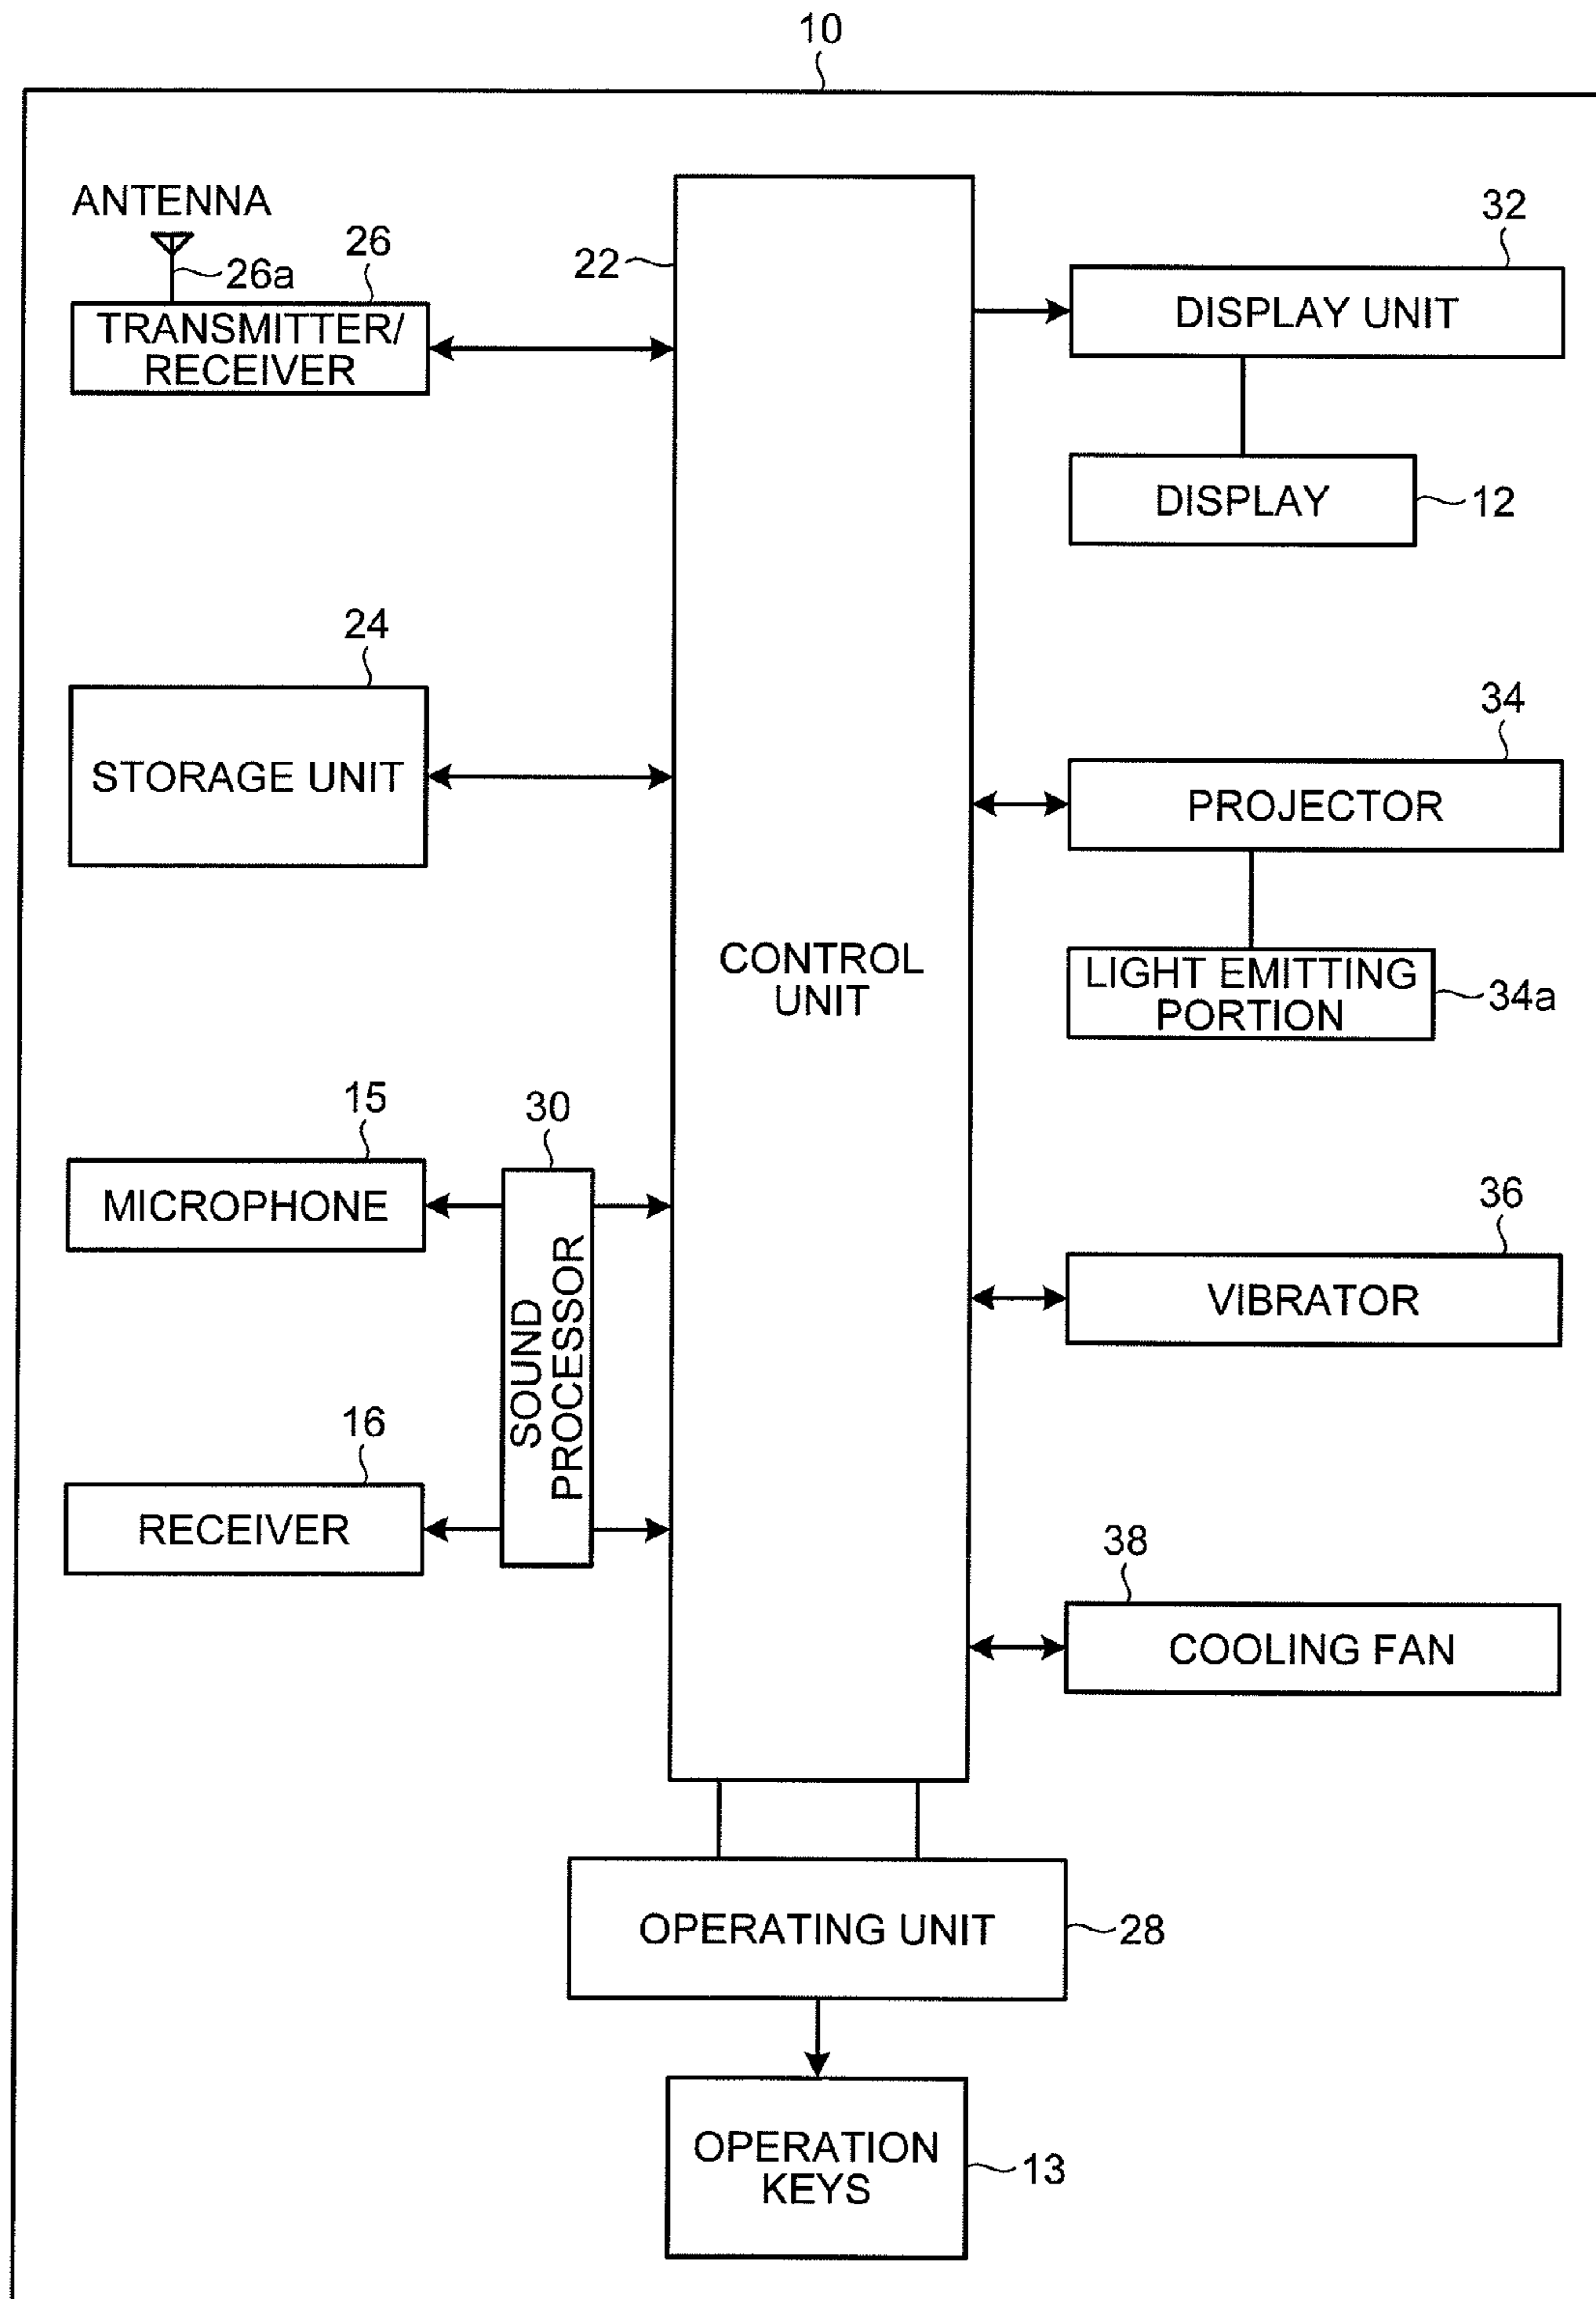 10
ANTENNA
26a
26
TRANSMITTER/
RECEIVER
22
32
DISPLAY UNIT
DISPLAY
12
24
STORAGE UNIT
34
PROJECTOR
CONTROL
UNIT
LIGHT EMITTING
PORTION
34a
15
MICROPHONE
30
SOUND
PROCESSOR
36
VIBRATOR
16
RECEIVER
38
COOLING FAN
OPERATING UNIT
28
OPERATION
KEYS
13